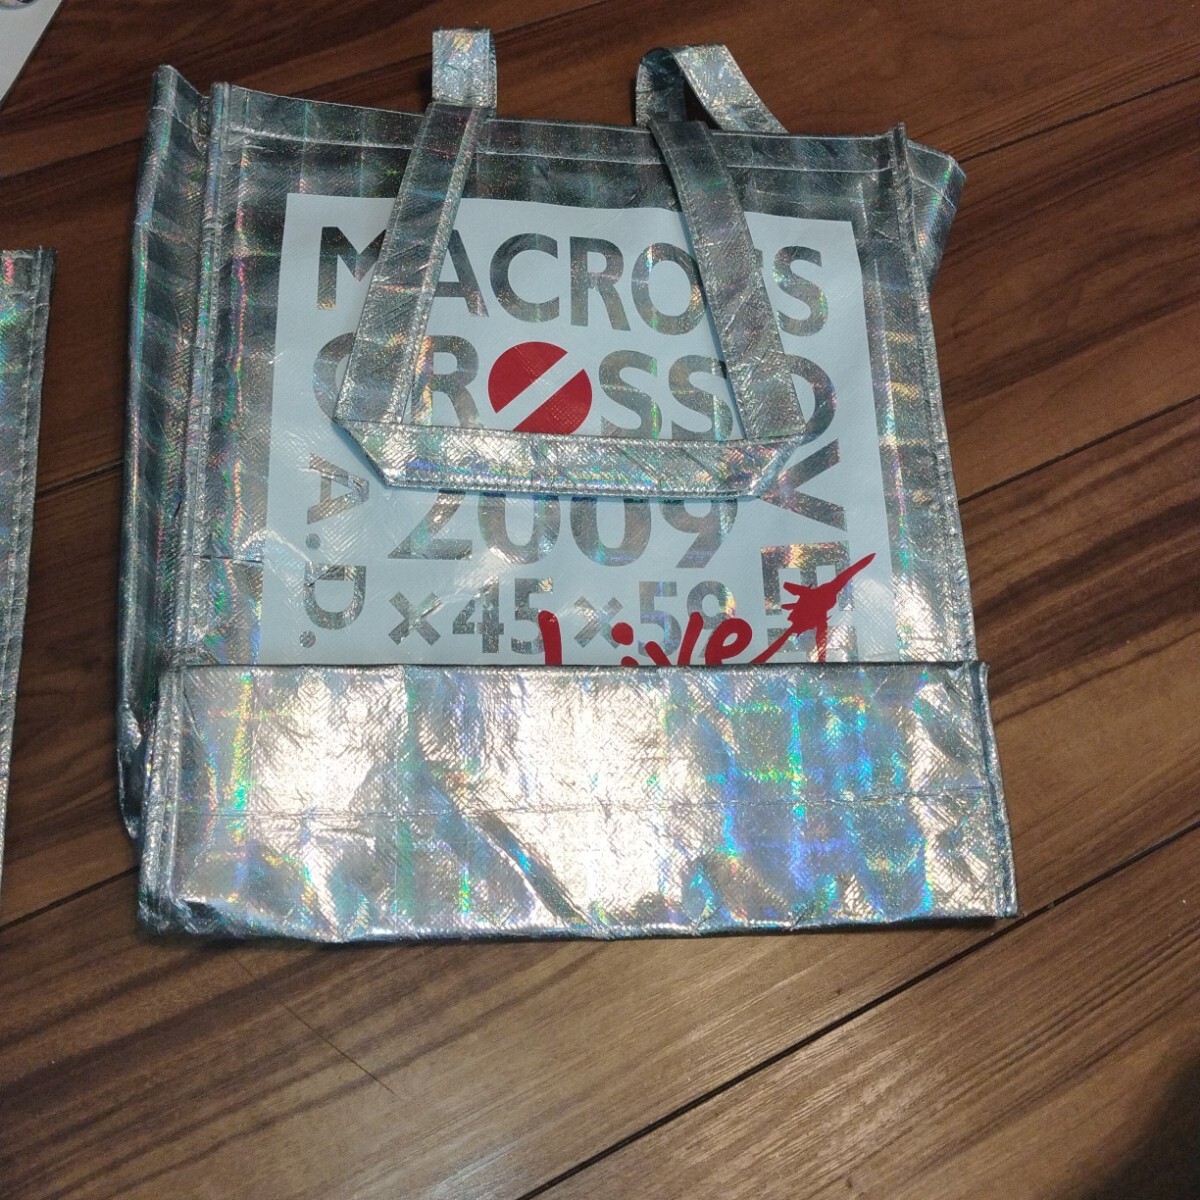 MACROSS
CROSSOVER
A.D.
2009
×45×59
Live